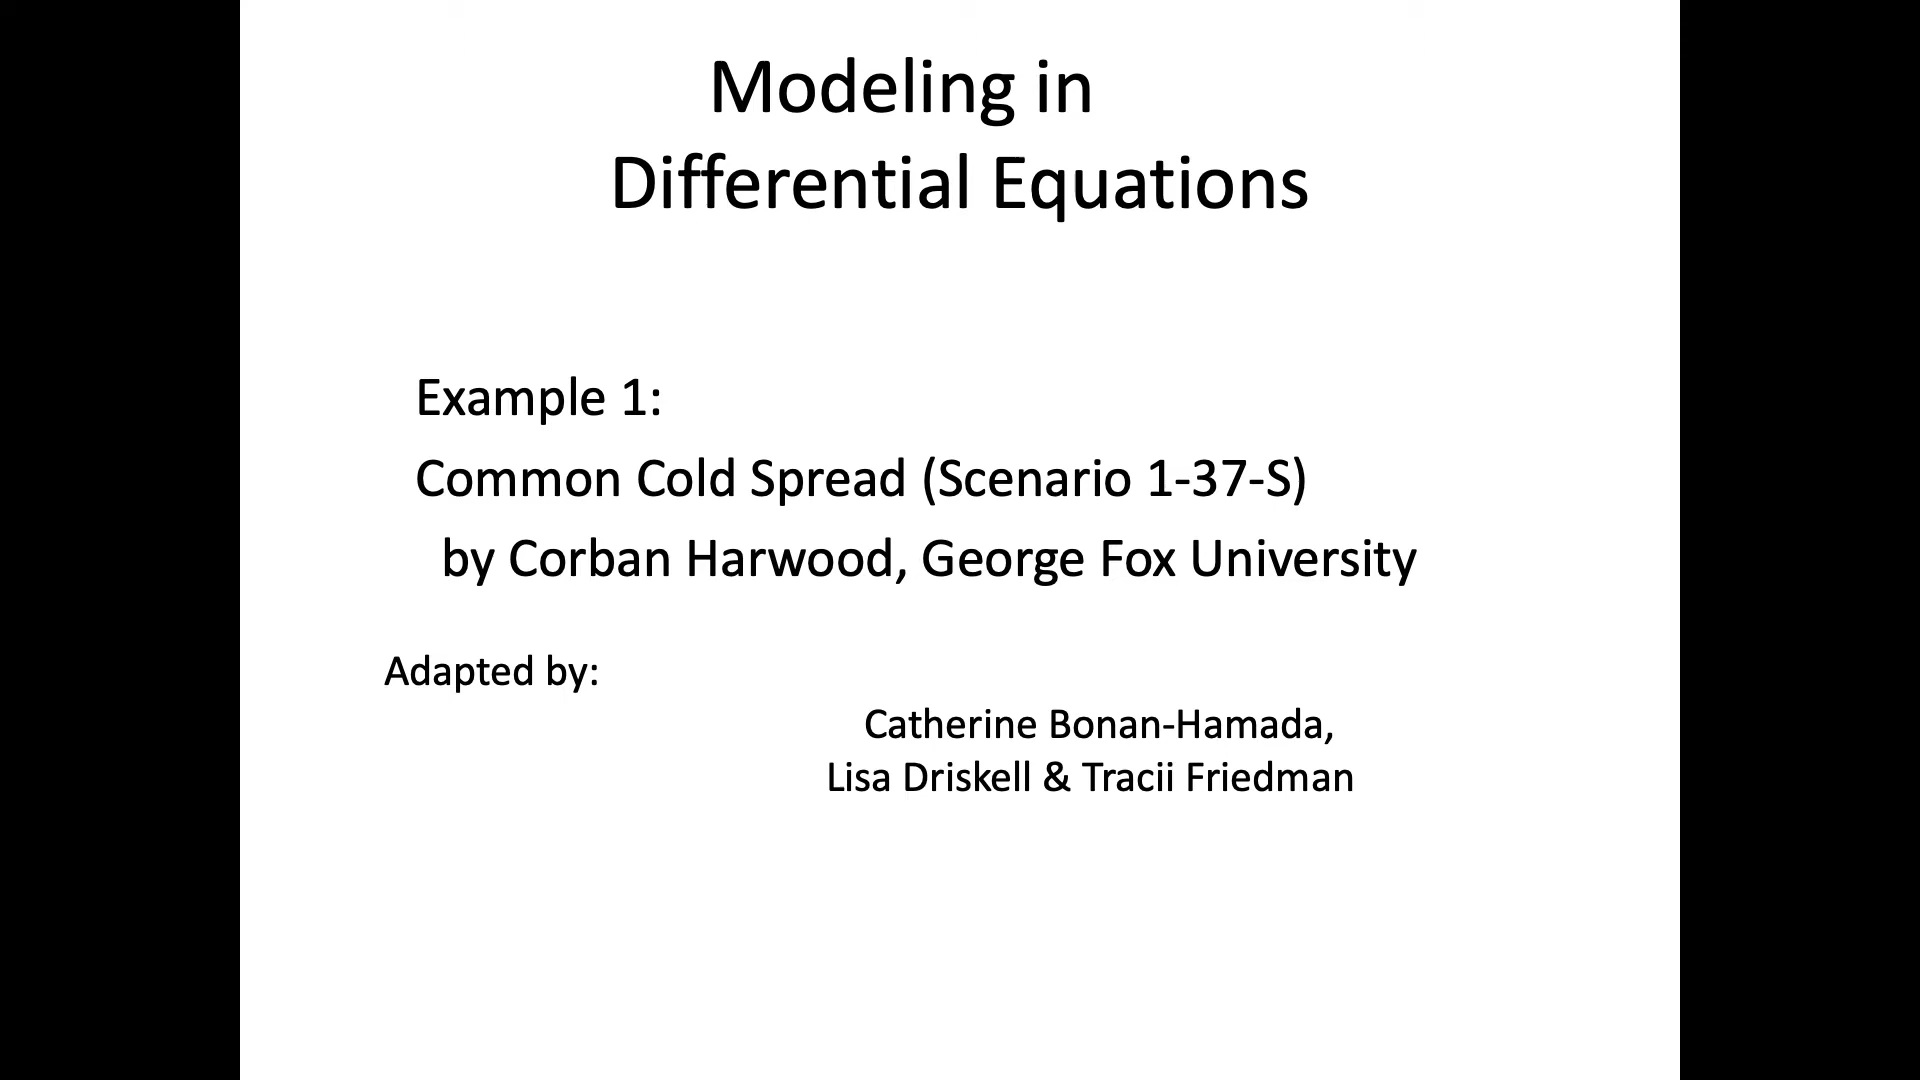 Modeling in
Differential Equations
Example 1:
Common Cold Spread (Scenario 1-37-S)
by Corban Harwood, George Fox University
Adapted by:
Catherine Bonan-Hamada,
Lisa Driskell & Tracii Friedman